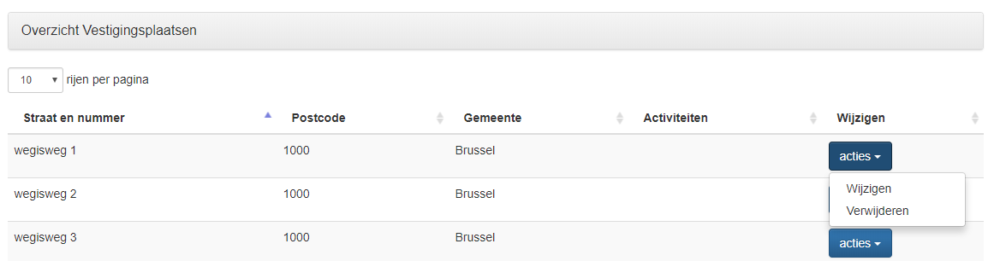 Overzicht Vestigingsplaatsen
10 rijen per pagina
Straat en nummer Postcode Gemeente Activiteiten Wijzigen
wegisweg 1 1000 Brussel acties
Wijzigen
wegisweg 2 1000 Brussel
Verwijderen
wegisweg 3 1000 Brussel acties